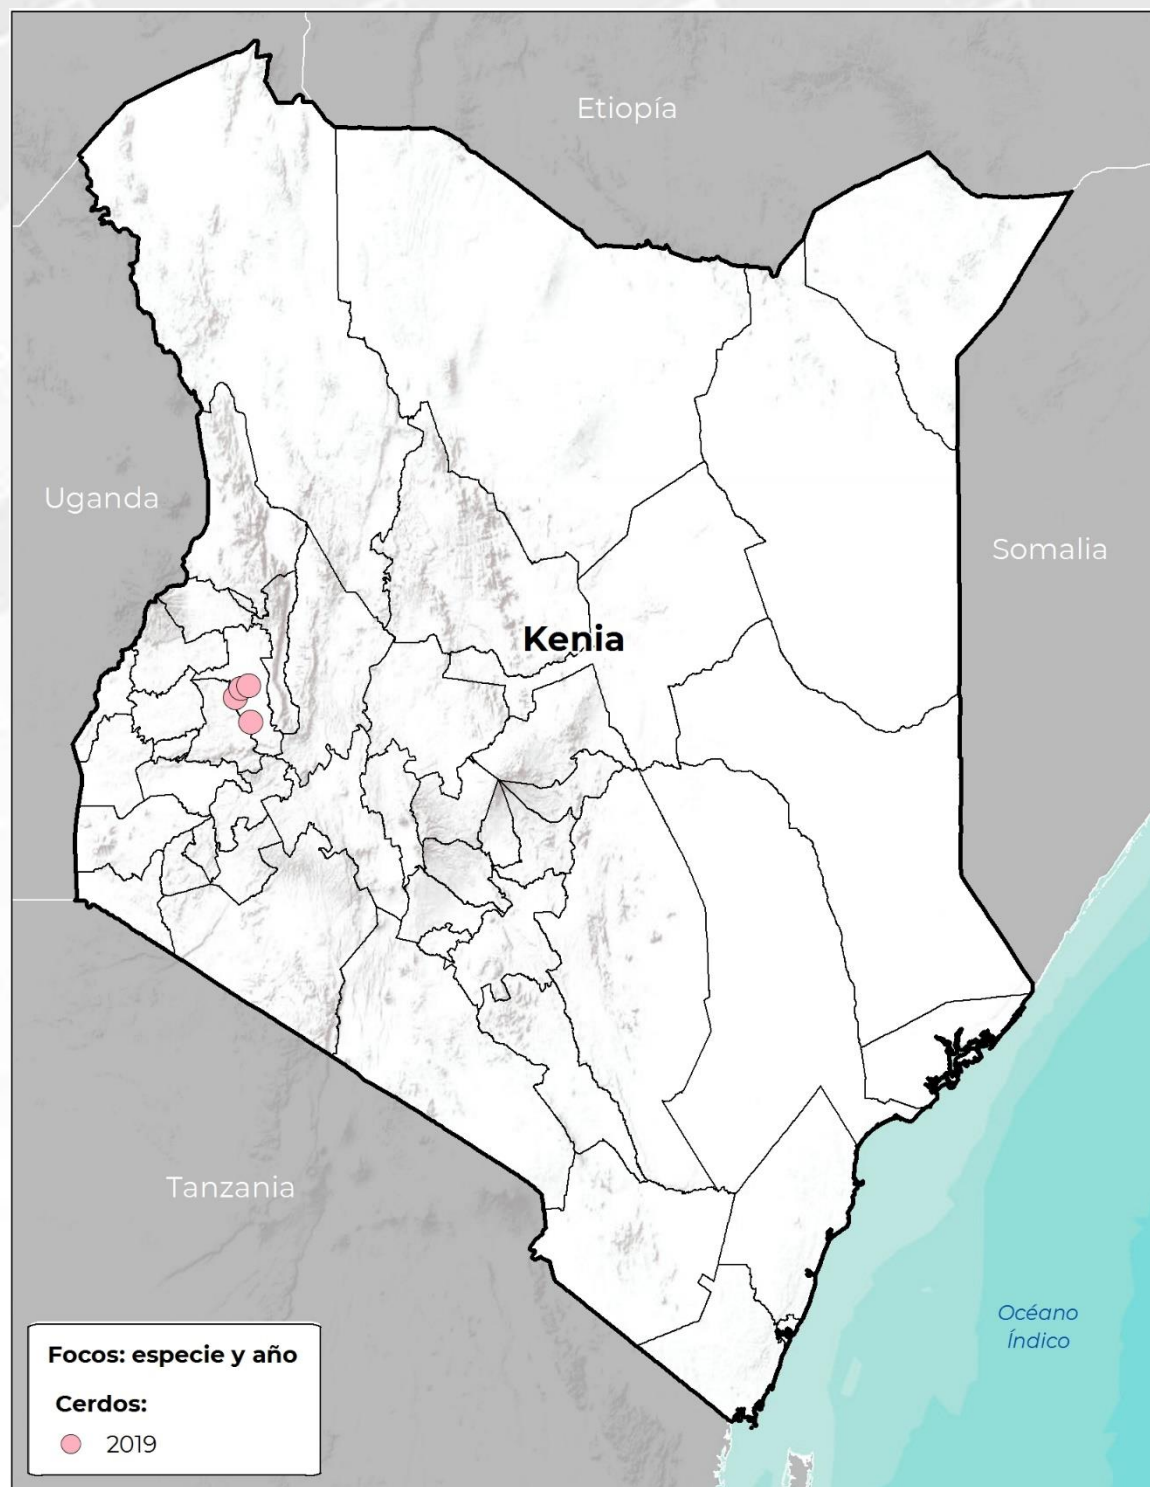 Etiopía
Uganda
Somalia
Kenia
Tanzania
Océano
Índico
Focos: especie y año
Cerdos:
2019